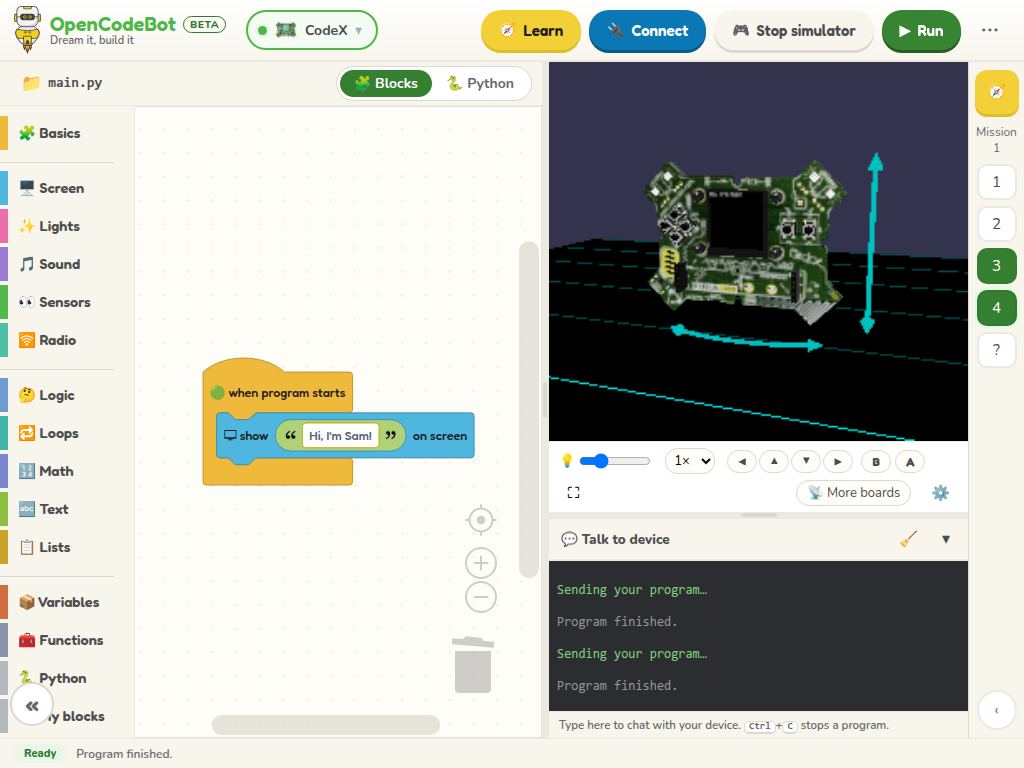 OpenCodeBot BETA
Dream it, build it
CodeX ▾
Learn
Connect
Stop simulator
Run
main.py
Blocks
Python
Basics
Screen
Lights
Sound
Sensors
Radio
Logic
Loops
Math
Text
Lists
Variables
Functions
Python
y blocks
when program starts
show “ Hi, I'm Sam! ” on screen
1×
B
A
More boards
Talk to device
Sending your program…
Program finished.
Sending your program…
Program finished.
Type here to chat with your device. Ctrl + C stops a program.
Mission
1
1
2
3
4
?
Ready
Program finished.